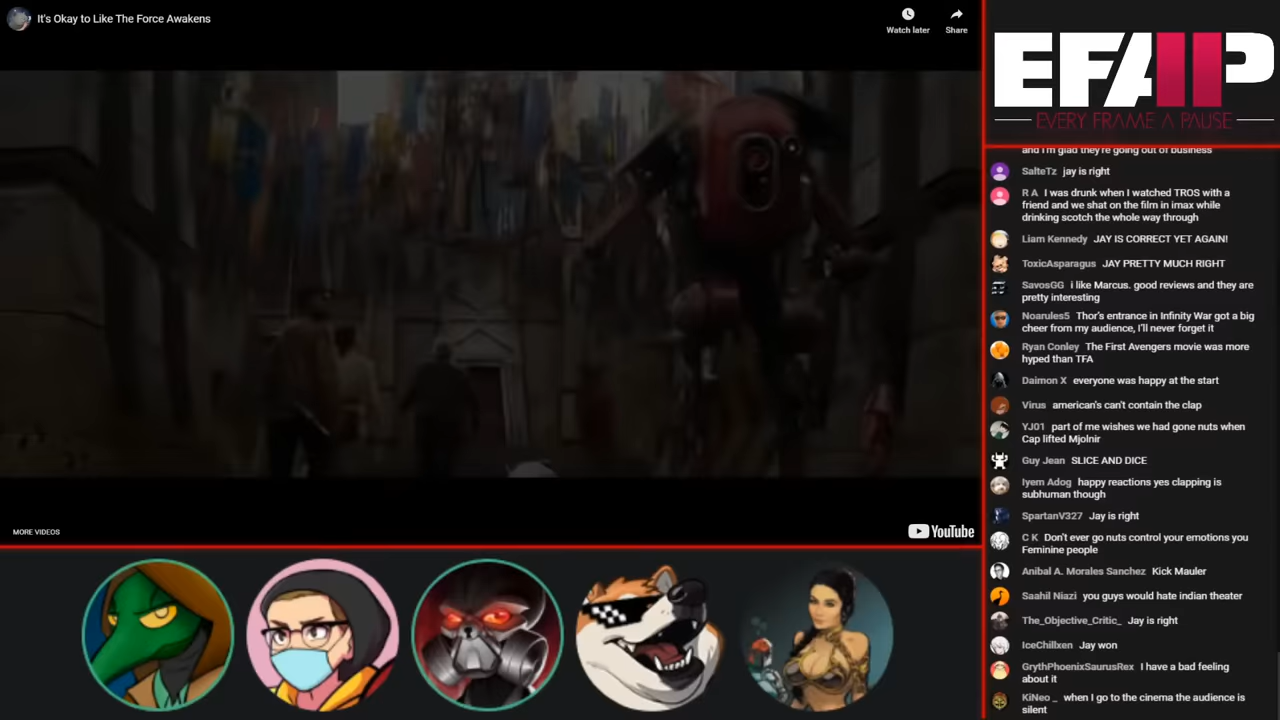 It's Okay to Like The Force Awakens
Watch later
Share
MORE VIDEOS
YouTube
EFAP
EVERY FRAME A PAUSE
and i'm glad they're going out of business
SalteTz jay is right
R A I was drunk when I watched TROS with a
friend and we shat on the film in imax while
drinking scotch the whole way through
Liam Kennedy JAY IS CORRECT YET AGAIN!
ToxicAsparagus JAY PRETTY MUCH RIGHT
SavosGG i like Marcus. good reviews and they are
pretty interesting
Noarules5 Thor's entrance in Infinity War got a big
cheer from my audience, I'll never forget it
Ryan Conley The First Avengers movie was more
hyped than TFA
Daimon X everyone was happy at the start
Virus american's can't contain the clap
YJ01 part of me wishes we had gone nuts when
Cap lifted Mjolnir
Guy Jean SLICE AND DICE
Iyem Adog happy reactions yes clapping is
subhuman though
SpartanV327 Jay is right
C K Don't ever go nuts control your emotions you
Feminine people
Anibal A. Morales Sanchez Kick Mauler
Saahil Niazi you guys would hate indian theater
The_Objective_Critic_ Jay is right
IceChillxen Jay won
GrythPhoenixSaurusRex I have a bad feeling
about it
KiNeo _ when I go to the cinema the audience is
silent